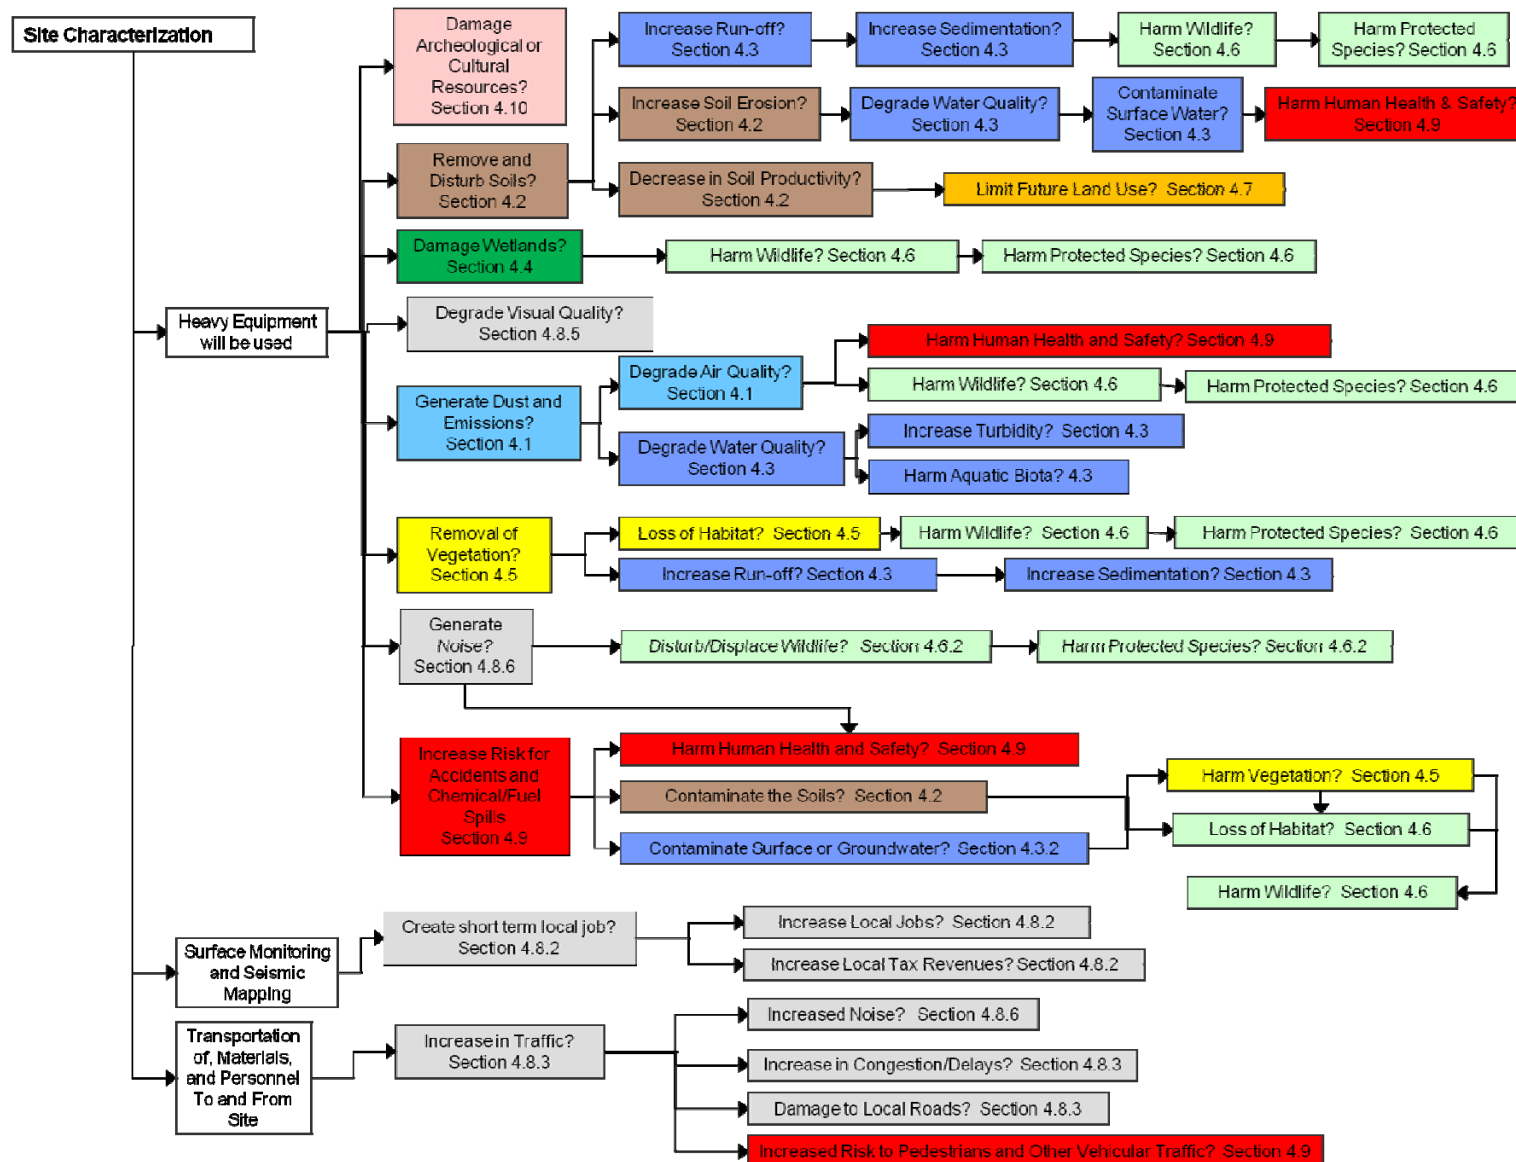 Site Characterization
Damage
Archeological or
Cultural
Resources?
Section 4.10
Increase Run-off?
Section 4.3
Increase Sedimentation?
Section 4.3
Harm Wildlife?
Section 4.6
Harm Protected
Species? Section 4.6
Increase Soil Erosion?
Section 4.2
Degrade Water Quality?
Section 4.3
Contaminate
Surface Water?
Section 4.3
Harm Human Health & Safety?
Section 4.9
Remove and
Disturb Soils?
Section 4.2
Decrease in Soil Productivity?
Section 4.2
Limit Future Land Use? Section 4.7
Damage Wetlands?
Section 4.4
Harm Wildlife? Section 4.6
Harm Protected Species? Section 4.6
Heavy Equipment
will be used
Degrade Visual Quality?
Section 4.8.5
Generate Dust and
Emissions?
Section 4.1
Degrade Air Quality?
Section 4.1
Harm Human Health and Safety? Section 4.9
Harm Wildlife? Section 4.6
Harm Protected Species? Section 4.6
Degrade Water Quality?
Section 4.3
Increase Turbidity? Section 4.3
Harm Aquatic Biota? 4.3
Removal of
Vegetation?
Section 4.5
Loss of Habitat? Section 4.5
Harm Wildlife? Section 4.6
Harm Protected Species? Section 4.6
Increase Run-off? Section 4.3
Increase Sedimentation? Section 4.3
Generate
Noise?
Section 4.8.6
Disturb/Displace Wildlife? Section 4.6.2
Harm Protected Species? Section 4.6.2
Increase Risk for
Accidents and
Chemical/Fuel
Spills
Section 4.9
Harm Human Health and Safety? Section 4.9
Contaminate the Soils? Section 4.2
Contaminate Surface or Groundwater? Section 4.3.2
Harm Vegetation? Section 4.5
Loss of Habitat? Section 4.6
Harm Wildlife? Section 4.6
Surface Monitoring
and Seismic
Mapping
Create short term local job?
Section 4.8.2
Increase Local Jobs? Section 4.8.2
Increase Local Tax Revenues? Section 4.8.2
Transportation
of, Materials,
and Personnel
To and From
Site
Increase in Traffic?
Section 4.8.3
Increased Noise? Section 4.8.6
Increase in Congestion/Delays? Section 4.8.3
Damage to Local Roads? Section 4.8.3
Increased Risk to Pedestrians and Other Vehicular Traffic? Section 4.9